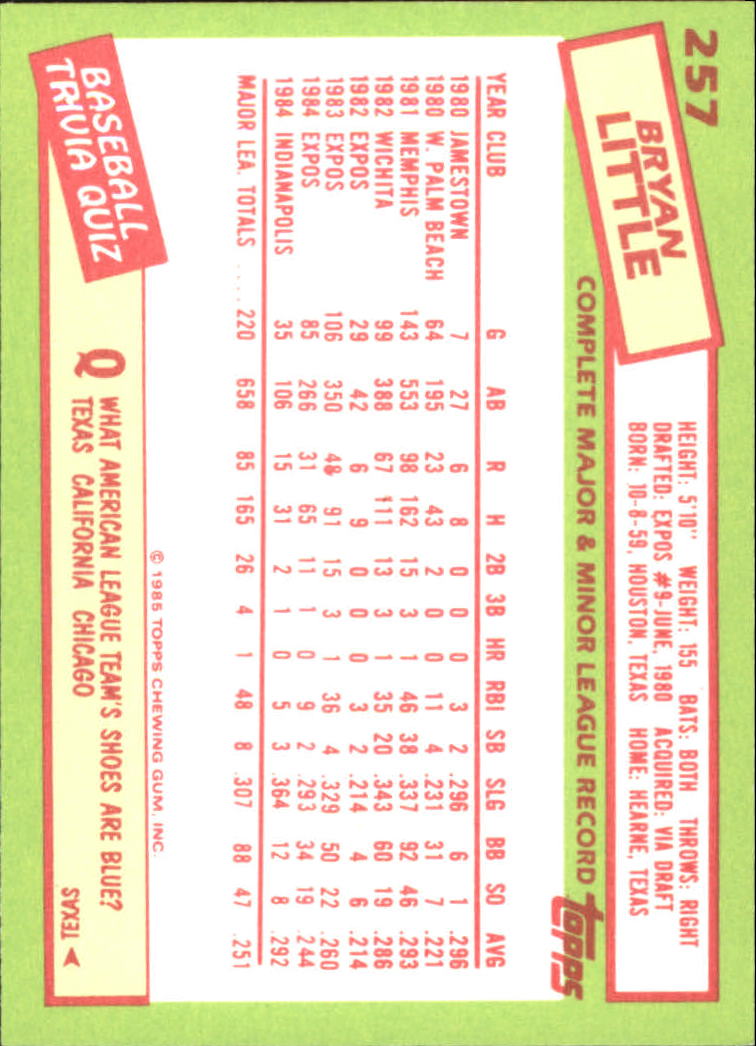 257
BRYAN
LITTLE
HEIGHT: 5'10" WEIGHT: 155 BATS: BOTH THROWS: RIGHT
DRAFTED: EXPOS #9-JUNE, 1980 ACQUIRED: VIA DRAFT
BORN: 10-8-59, HOUSTON, TEXAS HOME: HEARNE, TEXAS
COMPLETE MAJOR & MINOR LEAGUE RECORD topps
YEAR CLUB G AB R H 2B 3B HR RBI SB SLG BB SO AVG
1980 JAMESTOWN 7 27 6 8 0 0 0 3 2 .296 6 1 .296
1980 W. PALM BEACH 64 195 23 43 2 0 0 11 4 .231 31 7 .221
1981 MEMPHIS 143 553 98 162 15 3 1 46 38 .337 92 46 .293
1982 WICHITA 99 388 67 111 13 3 1 35 20 .343 60 19 .286
1982 EXPOS 29 42 6 9 0 0 0 3 2 .214 4 6 .214
1983 EXPOS 106 350 48 91 15 3 1 36 4 .329 50 22 .260
1984 EXPOS 85 266 31 65 11 1 0 9 2 .293 34 19 .244
1984 INDIANAPOLIS 35 106 15 31 2 1 0 5 3 .364 12 8 .292
MAJOR LEA. TOTALS .... 220 658 85 165 26 4 1 48 8 .307 88 47 .251
© 1985 TOPPS CHEWING GUM, INC.
BASEBALL
TRIVIA QUIZ
Q WHAT AMERICAN LEAGUE TEAM'S SHOES ARE BLUE?
TEXAS CALIFORNIA CHICAGO
TEXAS